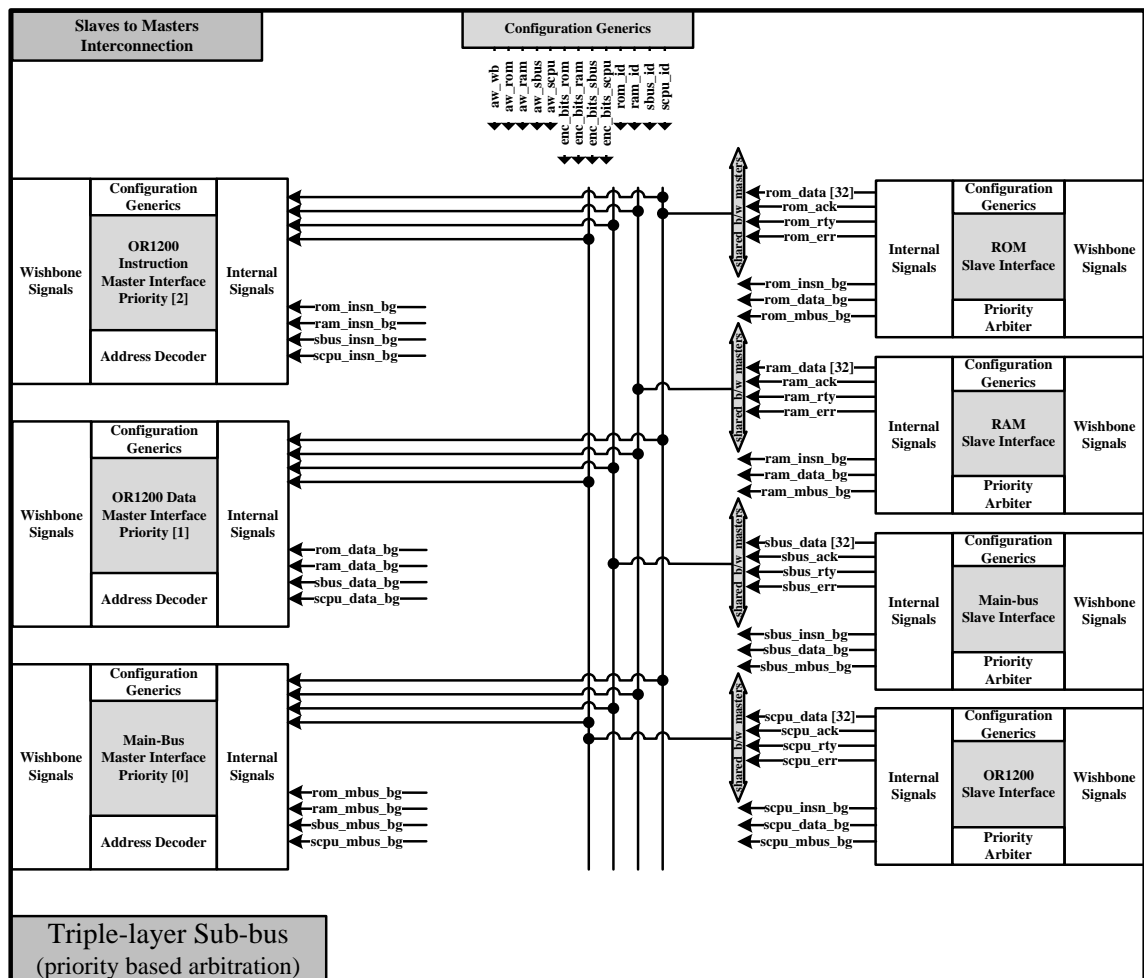 Slaves to Masters
Interconnection
Configuration Generics
aw_wb
aw_rom
aw_ram
aw_sbus
aw_scpu
enc_bits_rom
enc_bits_ram
enc_bits_sbus
enc_bits_scpu
rom_id
ram_id
sbus_id
scpu_id
Wishbone
Signals
Configuration
Generics
OR1200
Instruction
Master Interface
Priority [2]
Address Decoder
Internal
Signals
rom_insn_bg
ram_insn_bg
sbus_insn_bg
scpu_insn_bg
Wishbone
Signals
Configuration
Generics
OR1200 Data
Master Interface
Priority [1]
Address Decoder
Internal
Signals
rom_data_bg
ram_data_bg
sbus_data_bg
scpu_data_bg
Wishbone
Signals
Configuration
Generics
Main-Bus
Master Interface
Priority [0]
Address Decoder
Internal
Signals
rom_mbus_bg
ram_mbus_bg
sbus_mbus_bg
scpu_mbus_bg
shared b/w masters
rom_data [32]
rom_ack
rom_rty
rom_err
rom_insn_bg
rom_data_bg
rom_mbus_bg
Internal
Signals
Configuration
Generics
ROM
Slave Interface
Priority
Arbiter
Wishbone
Signals
shared b/w masters
ram_data [32]
ram_ack
ram_rty
ram_err
ram_insn_bg
ram_data_bg
ram_mbus_bg
Internal
Signals
Configuration
Generics
RAM
Slave Interface
Priority
Arbiter
Wishbone
Signals
shared b/w masters
sbus_data [32]
sbus_ack
sbus_rty
sbus_err
sbus_insn_bg
sbus_data_bg
sbus_mbus_bg
Internal
Signals
Configuration
Generics
Main-bus
Slave Interface
Priority
Arbiter
Wishbone
Signals
shared b/w masters
scpu_data [32]
scpu_ack
scpu_rty
scpu_err
scpu_insn_bg
scpu_data_bg
scpu_mbus_bg
Internal
Signals
Configuration
Generics
OR1200
Slave Interface
Priority
Arbiter
Wishbone
Signals
Triple-layer Sub-bus
(priority based arbitration)